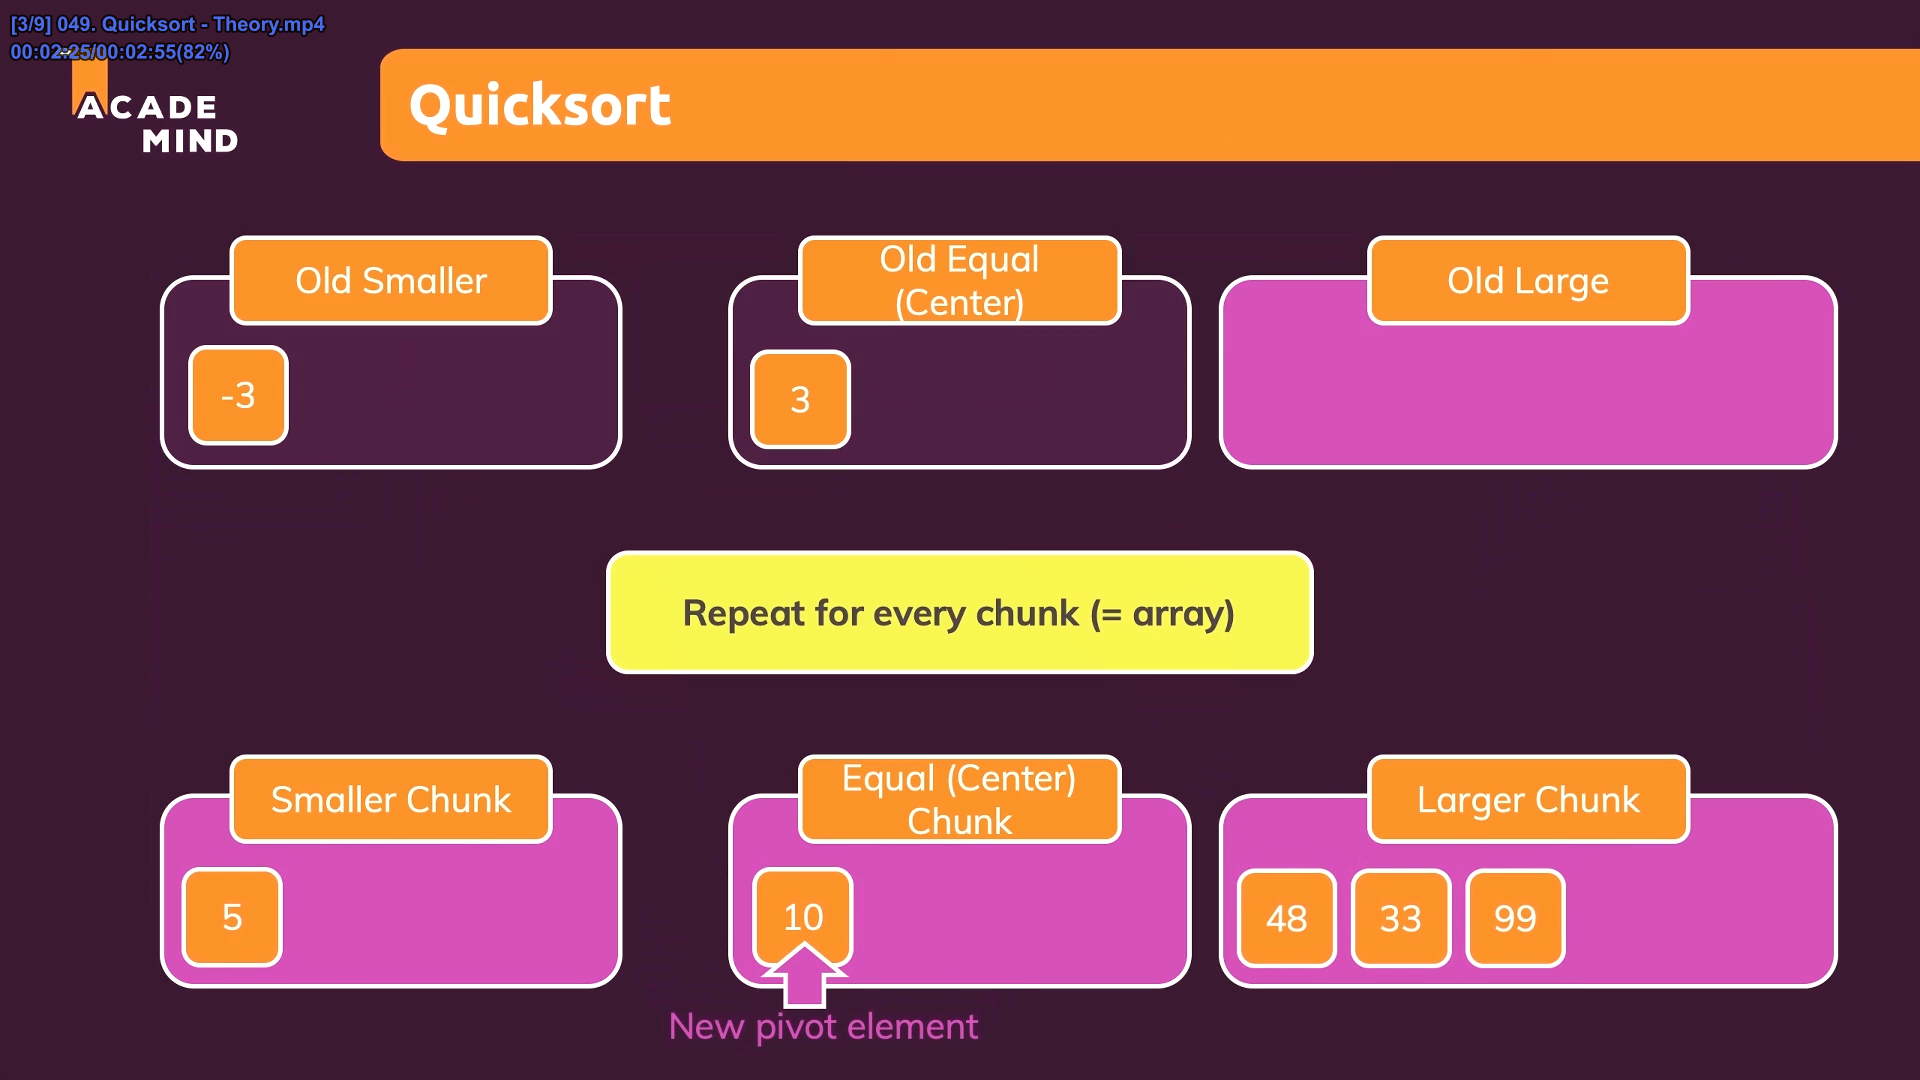 [3/9] 049. Quicksort - Theory.mp4
00:02:25/00:02:55(82%)
ACADE
MIND
Quicksort
Old Smaller
Old Equal
(Center)
Old Large
-3
3
Repeat for every chunk (= array)
Smaller Chunk
Equal (Center)
Chunk
Larger Chunk
5
10
48
33
99
New pivot element